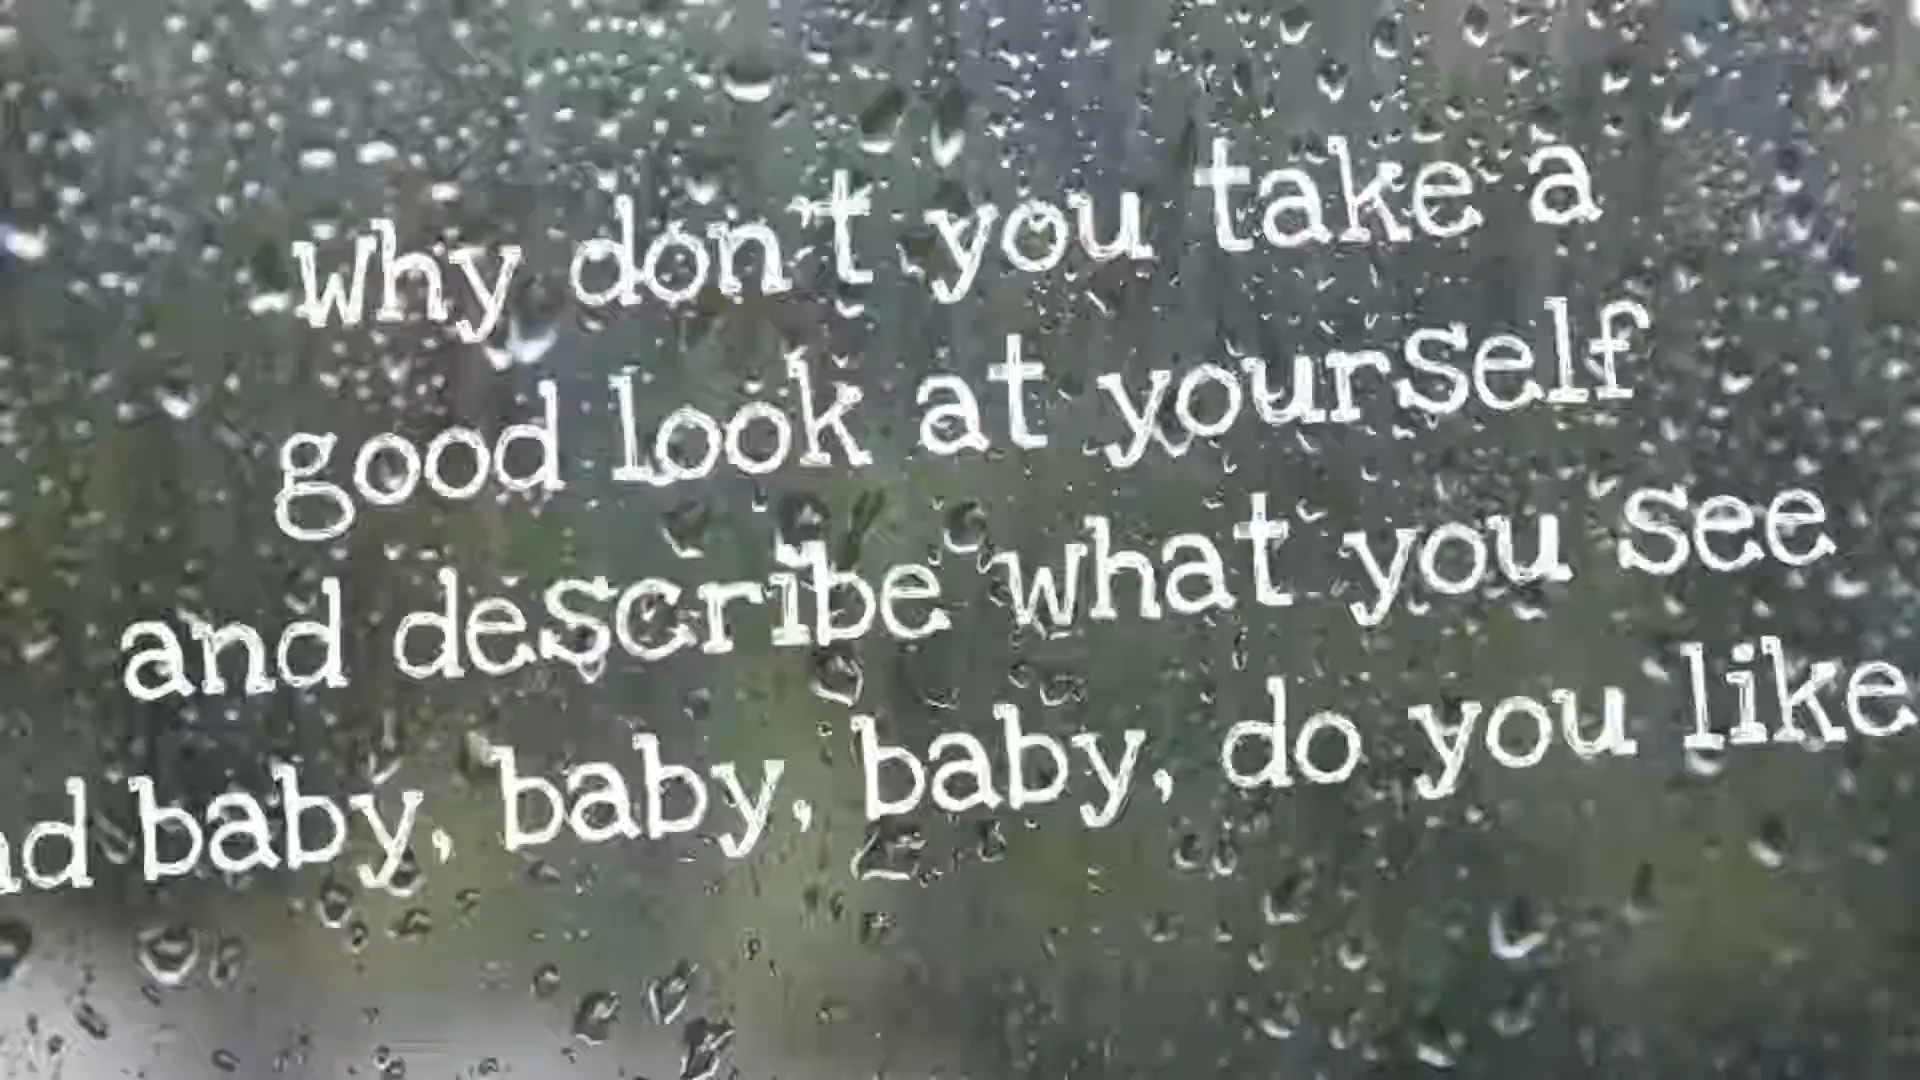 Why don't you take a
good look at yourself
and describe what you see
baby, baby, baby, do you like